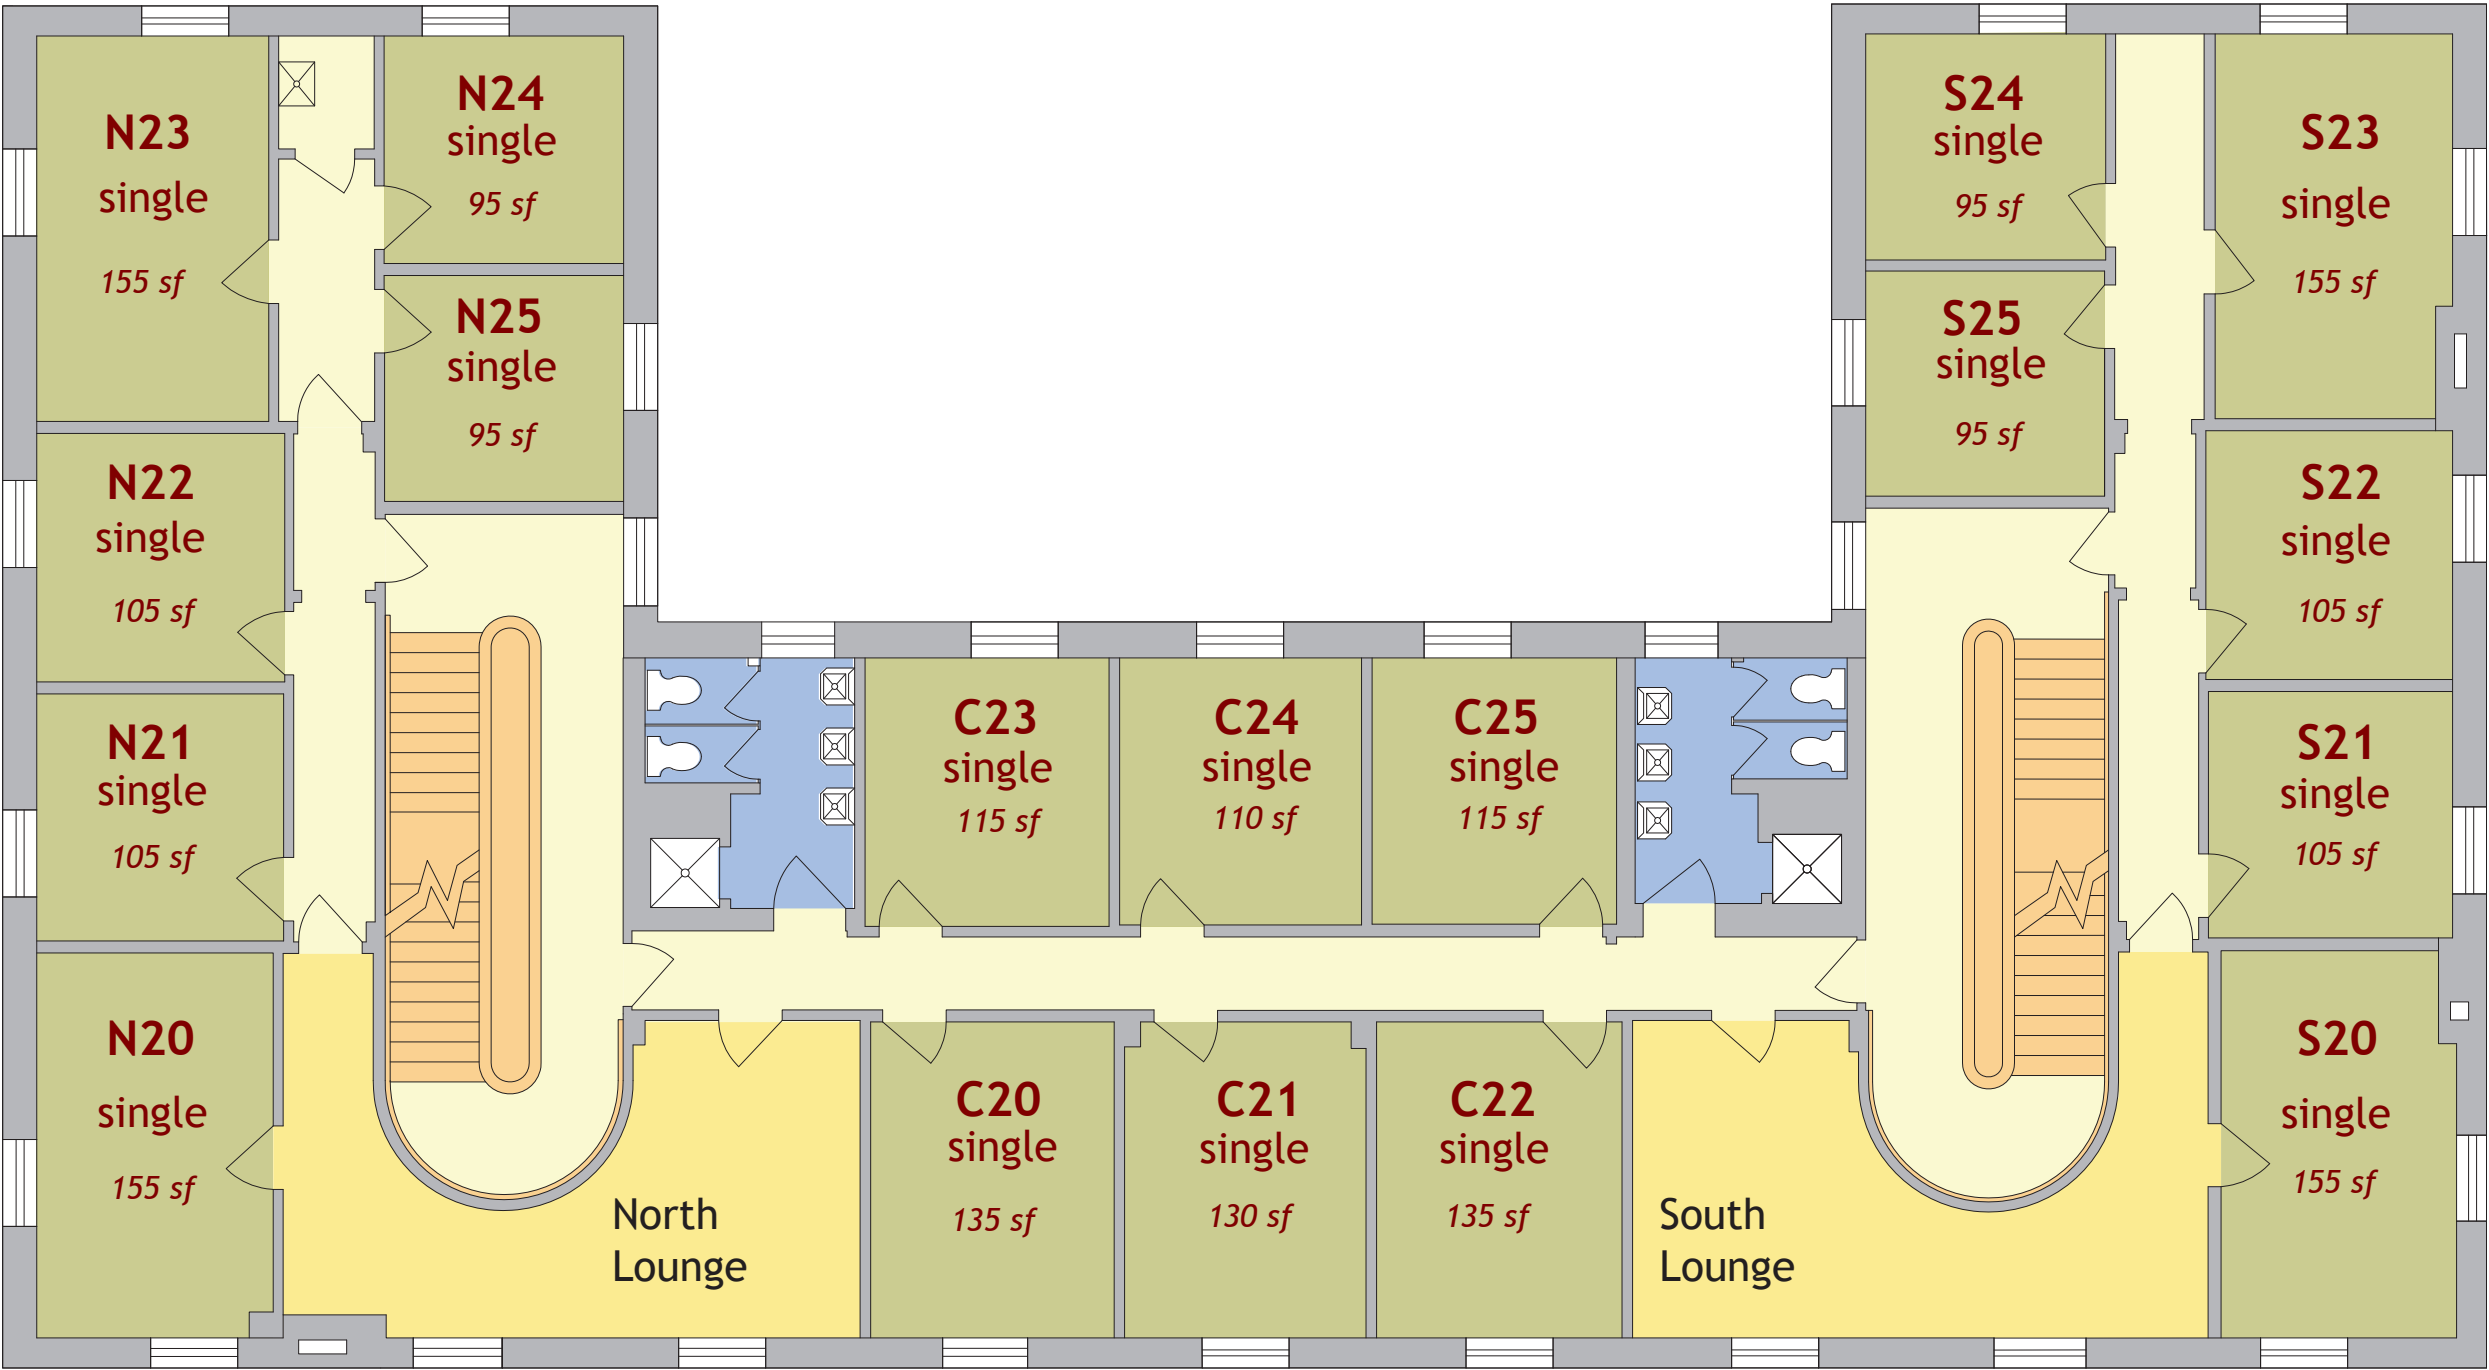 N23
single
155 sf
N24
single
95 sf
S24
single
95 sf
S23
single
155 sf
N25
single
95 sf
S25
single
95 sf
N22
single
105 sf
S22
single
105 sf
N21
single
105 sf
C23
single
115 sf
C24
single
110 sf
C25
single
115 sf
S21
single
105 sf
N20
single
155 sf
North
Lounge
C20
single
135 sf
C21
single
130 sf
C22
single
135 sf
South
Lounge
S20
single
155 sf